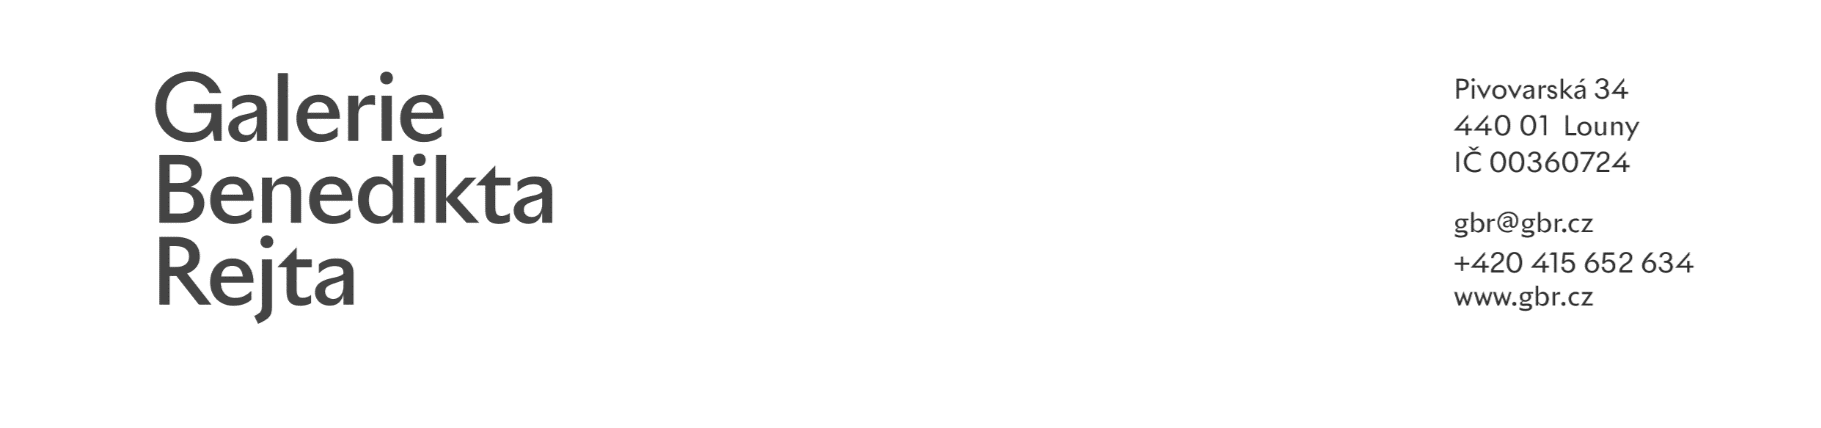 Galerie
Benedikta
Rejta
Pivovarská 34
440 01 Louny
IČ 00360724
gbr@gbr.cz
+420 415 652 634
www.gbr.cz